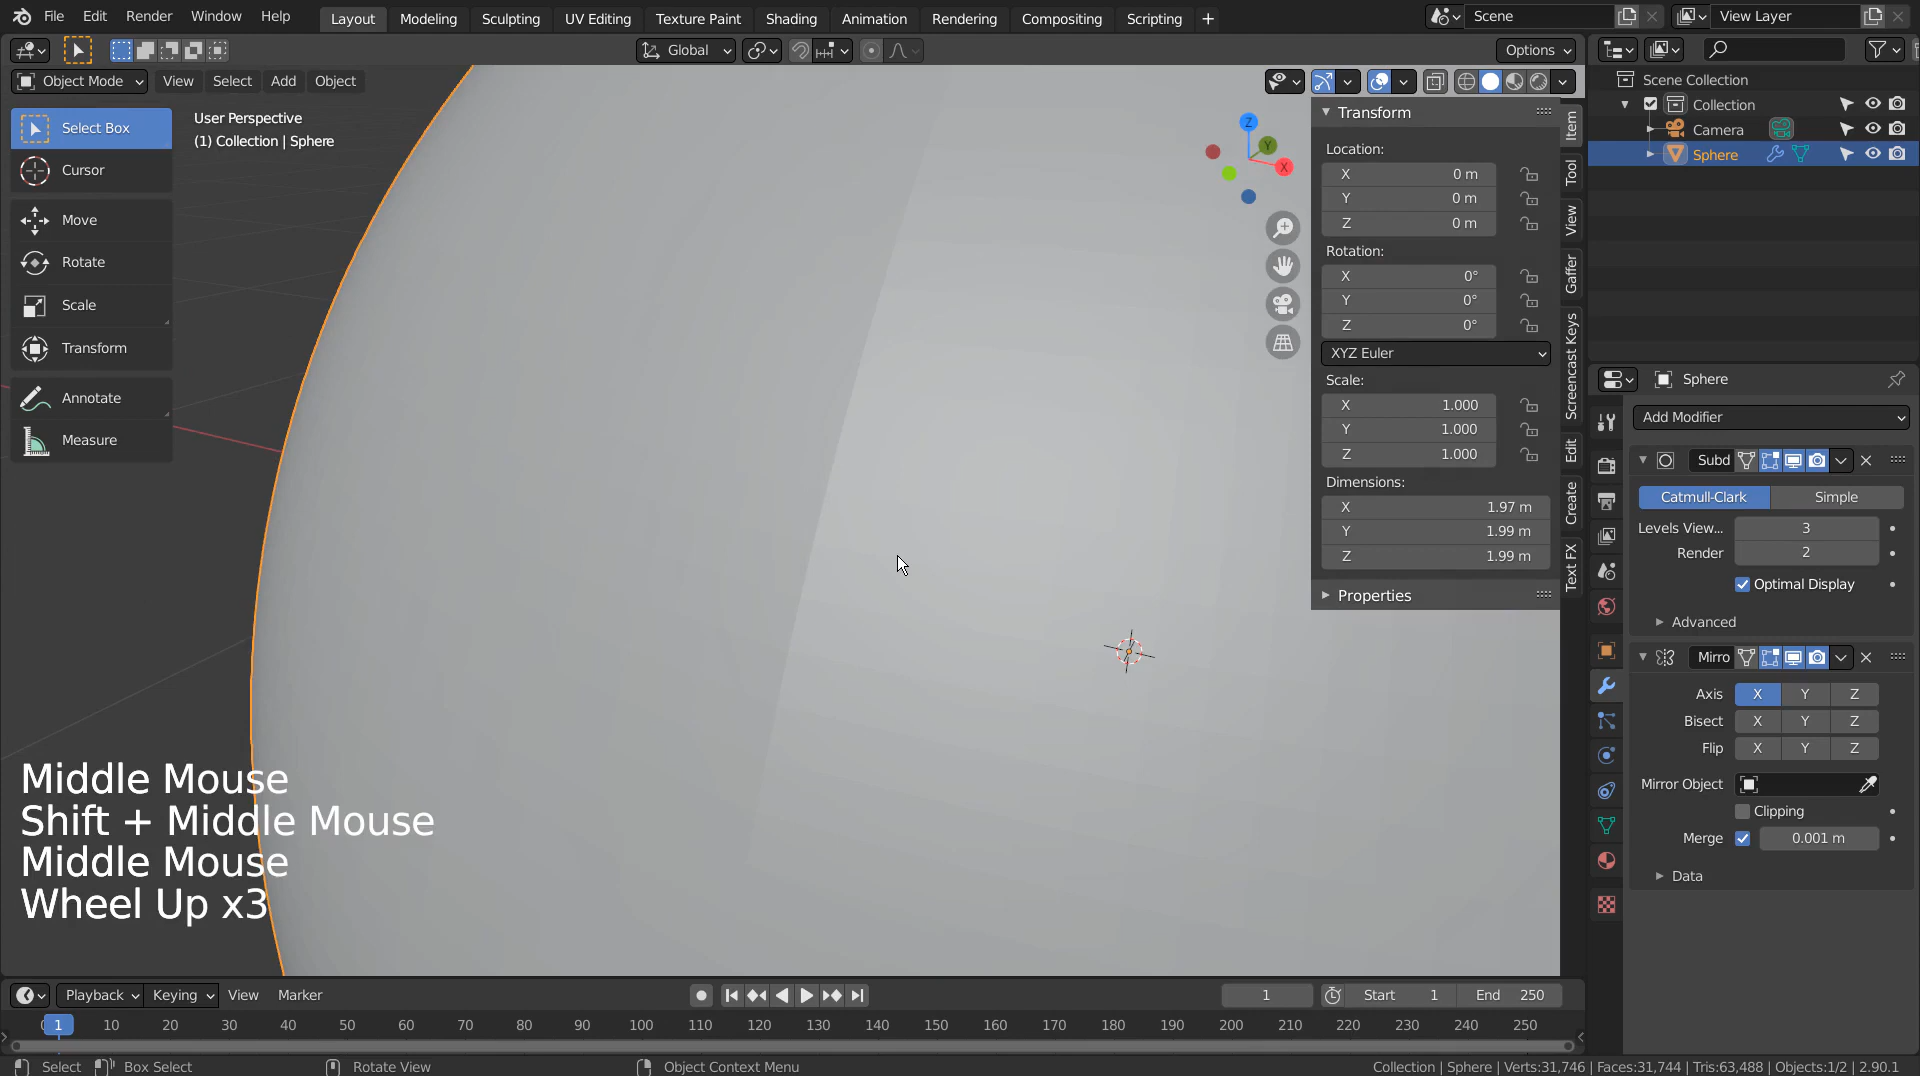 File Edit Render Window Help Layout Modeling Sculpting UV Editing Texture Paint Shading Animation Rendering Compositing Scripting + Scene View Layer
Global Options
Object Mode View Select Add Object
Select Box
Cursor
Move
Rotate
Scale
Transform
Annotate
Measure
User Perspective
(1) Collection | Sphere
Z
Y
X
Transform
Location:
X 0 m
Y 0 m
Z 0 m
Rotation:
X 0°
Y 0°
Z 0°
XYZ Euler
Scale:
X 1.000
Y 1.000
Z 1.000
Dimensions:
X 1.97 m
Y 1.99 m
Z 1.99 m
Properties
Item
Tool
View
Gaffer
Screencast Keys
Edit
Create
Text FX
Scene Collection
Collection
Camera
Sphere
Sphere
Add Modifier
Subd
Catmull-Clark Simple
Levels View... 3
Render 2
Optimal Display
Advanced
Mirro
Axis X Y Z
Bisect X Y Z
Flip X Y Z
Mirror Object
Clipping
Merge 0.001 m
Data
Middle Mouse
Shift + Middle Mouse
Middle Mouse
Wheel Up x3
Playback Keying View Marker 1 Start 1 End 250
1 10 20 30 40 50 60 70 80 90 100 110 120 130 140 150 160 170 180 190 200 210 220 230 240 250
Select Box Select Rotate View Object Context Menu Collection | Sphere | Verts:31,746 | Faces:31,744 | Tris:63,488 | Objects:1/2 | 2.90.1